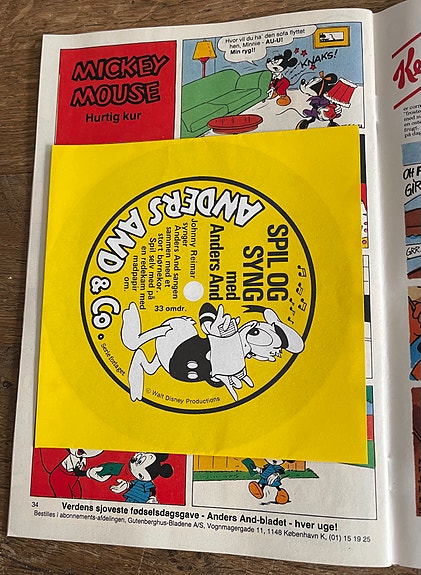 MICKEY
MOUSE
Hurtig kur
Hvor vil du ha' den sofa flyttet
hen, Minnie - AU-U!
Min ryg!!
KNAKS!
ANDERS AND & Co.
SPIL OG
SYNG
med
Anders And
Johnny Reimar
synger
Anders And sangen
sammen med et
stort børnekor.
Spil selv med på
en redekam med
madpapir
om.
33 omdr.
Serieforlaget
© Walt Disney Productions
34
Verdens sjoveste fødselsdagsgave - Anders And-bladet - hver uge!
Bestilles i abonnements-afdelingen, Gutenberghus-Bladene A/S, Vognmagergade 11, 1148 København K, (01) 15 19 25